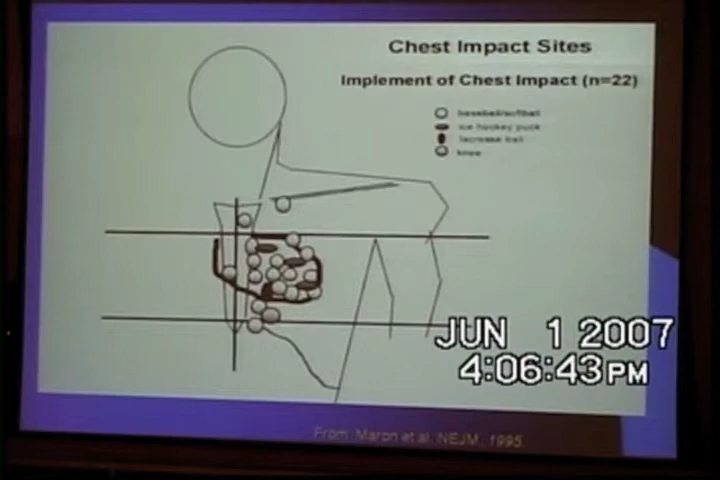 Chest Impact Sites
Implement of Chest Impact (n=22)
baseball/softball
ice hockey puck
lacrosse ball
knee
JUN 1 2007
4:06:43PM
From: Maron et al. NEJM. 1995.